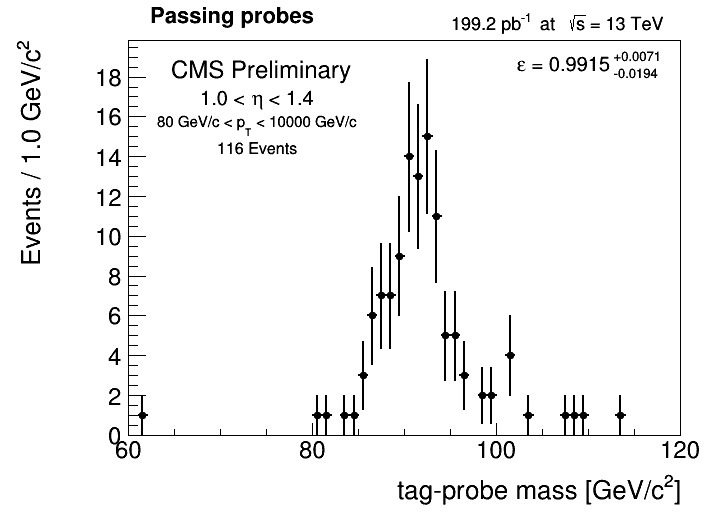 Passing probes
199.2 pb⁻¹ at √s = 13 TeV
CMS Preliminary
1.0 < η < 1.4
80 GeV/c < p_T < 10000 GeV/c
116 Events
ε = 0.9915 +0.0071 -0.0194
Events / 1.0 GeV/c²
18
16
14
12
10
8
6
4
2
0
60 80 100 120
tag-probe mass [GeV/c²]